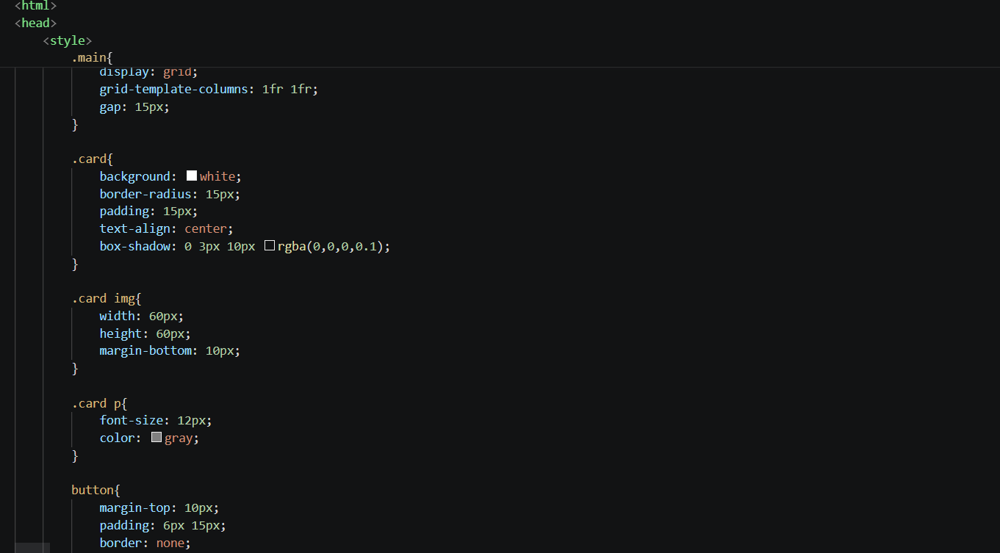 <html>
<head>
<style>
.main{
display: grid;
grid-template-columns: 1fr 1fr;
gap: 15px;
}
.card{
background: white;
border-radius: 15px;
padding: 15px;
text-align: center;
box-shadow: 0 3px 10px rgba(0,0,0,0.1);
}
.card img{
width: 60px;
height: 60px;
margin-bottom: 10px;
}
.card p{
font-size: 12px;
color: gray;
}
button{
margin-top: 10px;
padding: 6px 15px;
border: none;